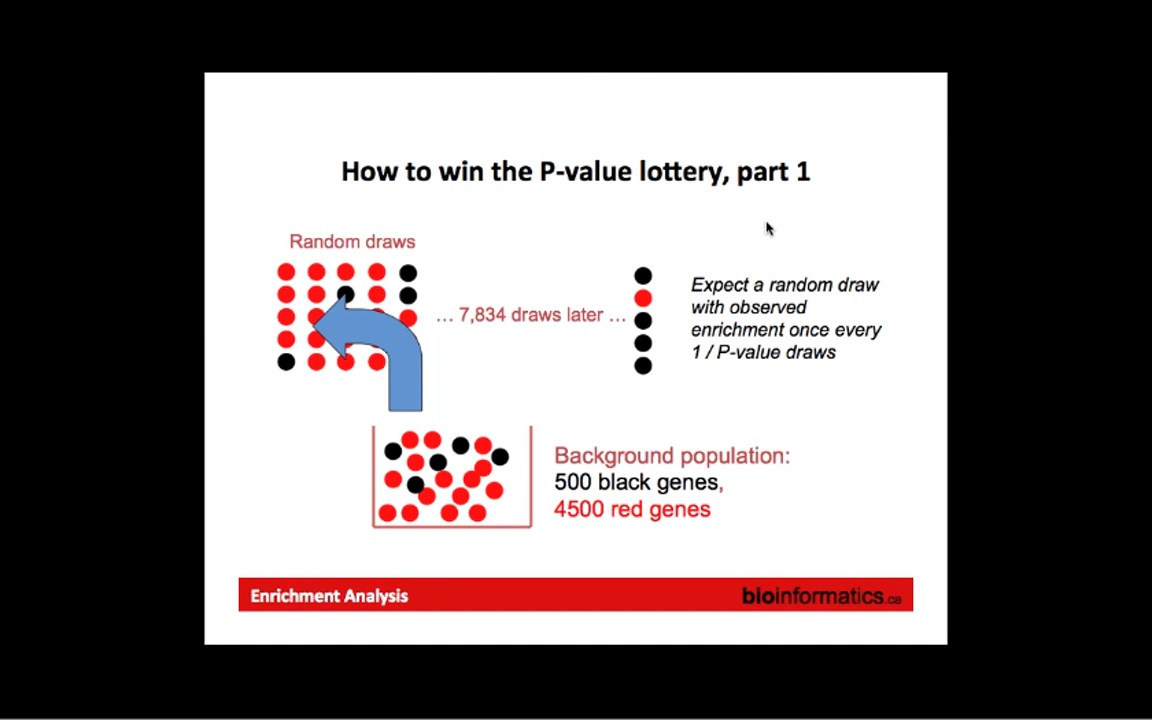 How to win the P-value lottery, part 1
Random draws
… 7,834 draws later …
Expect a random draw
with observed
enrichment once every
1 / P-value draws
Background population:
500 black genes,
4500 red genes
Enrichment Analysis
bioinformatics.ca